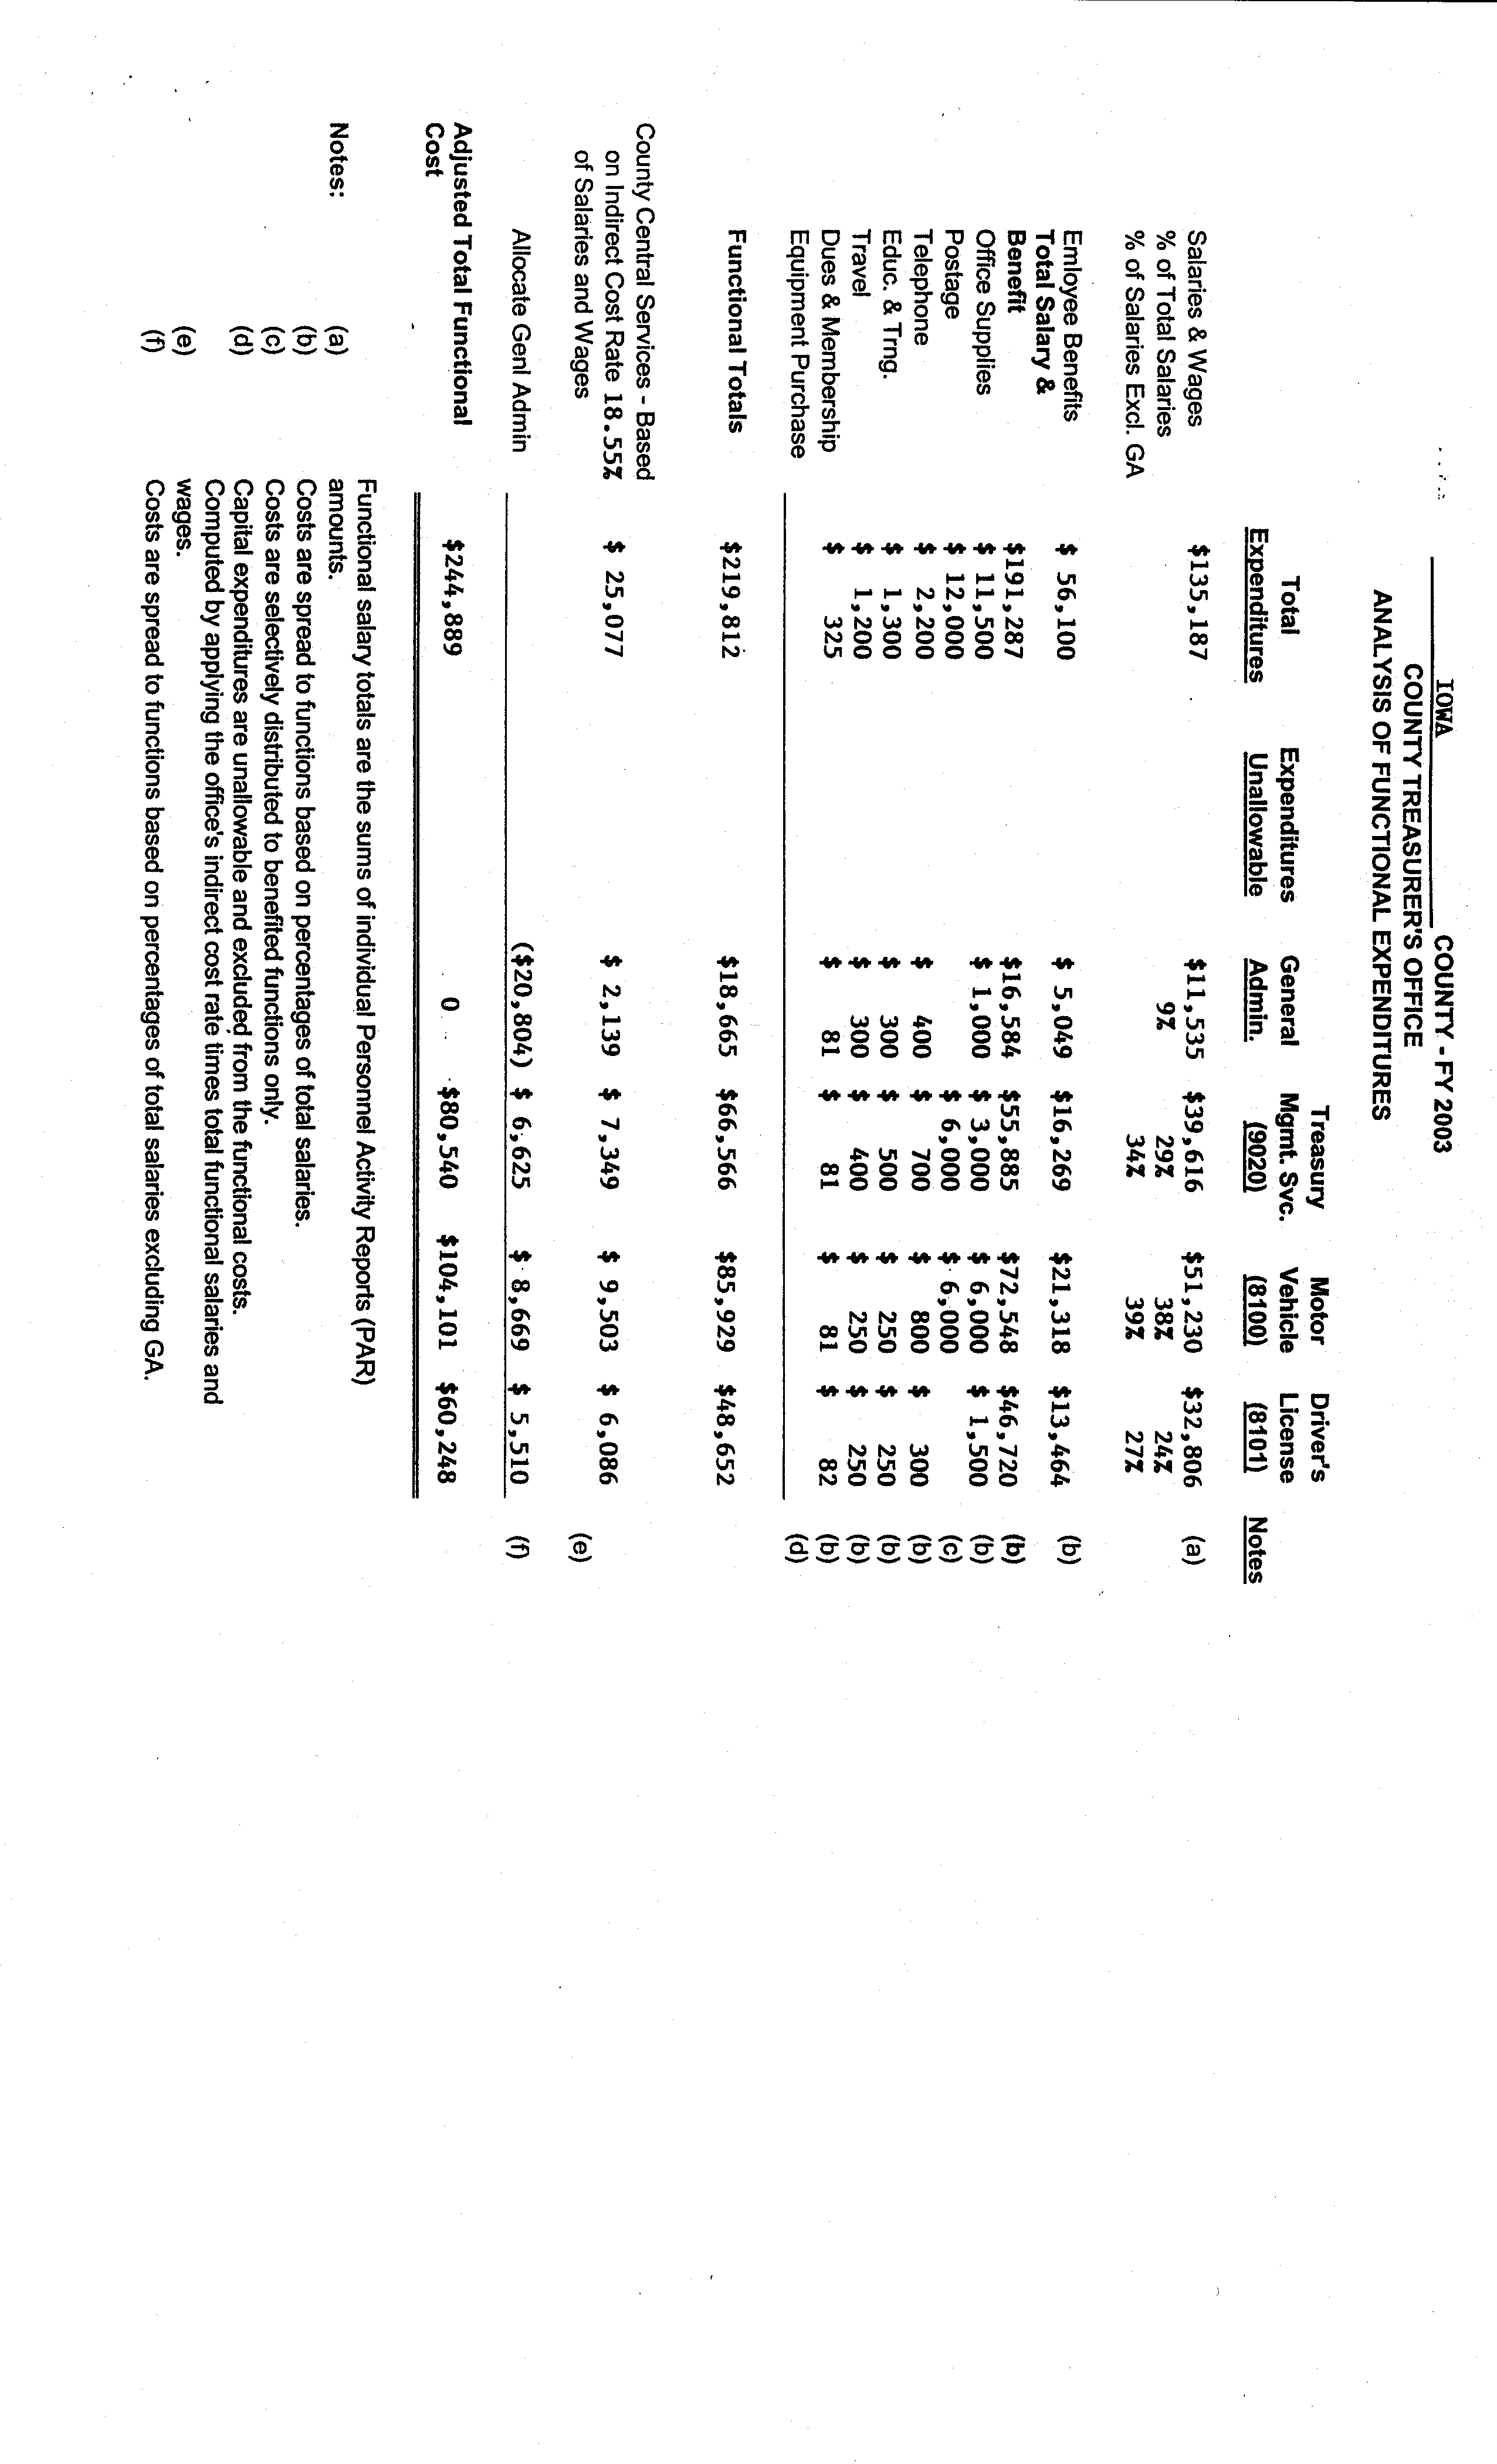 IOWA COUNTY - FY 2003
COUNTY TREASURER'S OFFICE
ANALYSIS OF FUNCTIONAL EXPENDITURES
Treasury Motor Driver's
Total Expenditures General Mgmt. Svc. Vehicle License
Expenditures Unallowable Admin. (9020) (8100) (8101) Notes
Salaries & Wages $135,187 $11,535 $39,616 $51,230 $32,806 (a)
% of Total Salaries 9% 29% 38% 24%
% of Salaries Excl. GA 34% 39% 27%
Emloyee Benefits $ 56,100 $ 5,049 $16,269 $21,318 $13,464 (b)
Total Salary &
Benefit $191,287 $16,584 $55,885 $72,548 $46,720 (b)
Office Supplies $ 11,500 $ 1,000 $ 3,000 $ 6,000 $ 1,500 (b)
Postage $ 12,000 $ 6,000 $ 6,000 (c)
Telephone $ 2,200 $ 400 $ 700 $ 800 $ 300 (b)
Educ. & Trng. $ 1,300 $ 300 $ 500 $ 250 $ 250 (b)
Travel $ 1,200 $ 300 $ 400 $ 250 $ 250 (b)
Dues & Membership $ 325 $ 81 $ 81 $ 81 $ 82 (b)
Equipment Purchase (d)
Functional Totals $219,812 $18,665 $66,566 $85,929 $48,652
County Central Services - Based
on Indirect Cost Rate 18.55% $ 25,077 $ 2,139 $ 7,349 $ 9,503 $ 6,086
of Salaries and Wages (e)
Allocate Genl Admin ($20,804) $ 6,625 $ 8,669 $ 5,510 (f)
Adjusted Total Functional
Cost $244,889 0 $80,540 $104,101 $60,248
Functional salary totals are the sums of individual Personnel Activity Reports (PAR)
Notes: (a) amounts.
(b) Costs are spread to functions based on percentages of total salaries.
(c) Costs are selectively distributed to benefited functions only.
(d) Capital expenditures are unallowable and excluded from the functional costs.
Computed by applying the office's indirect cost rate times total functional salaries and
(e) wages.
(f) Costs are spread to functions based on percentages of total salaries excluding GA.